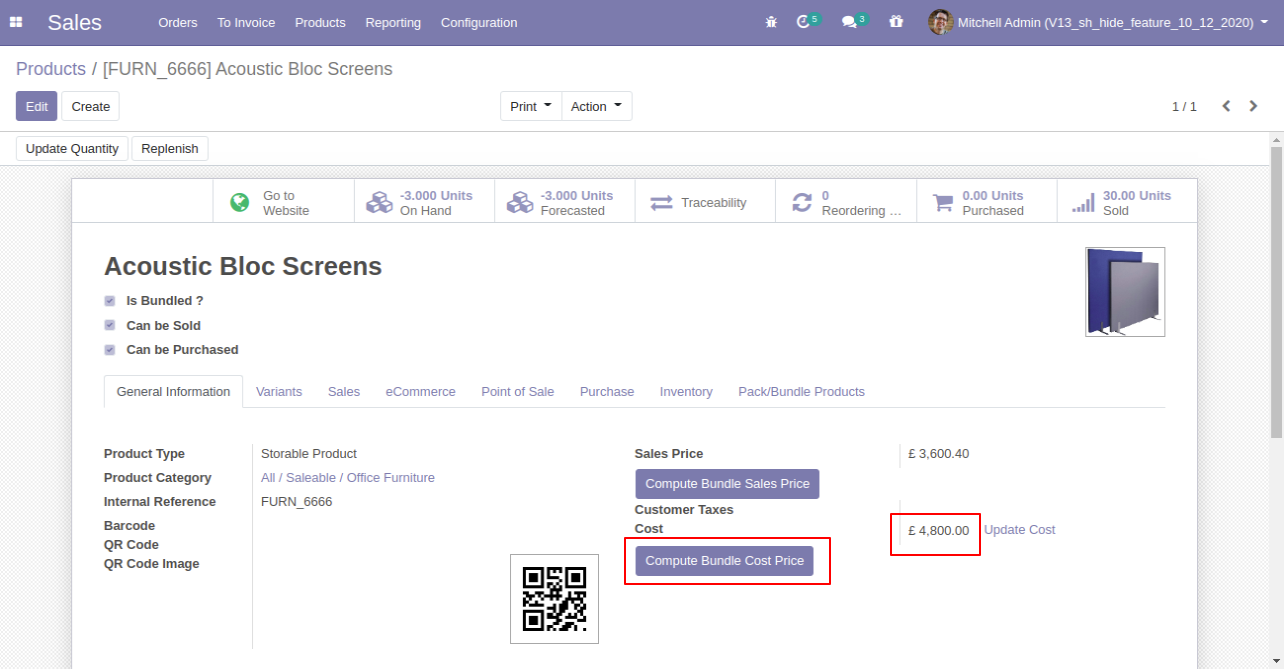 Sales Orders To Invoice Products Reporting Configuration 5 3 Mitchell Admin (V13_sh_hide_feature_10_12_2020)
Products / [FURN_6666] Acoustic Bloc Screens
Edit Create Print Action 1 / 1
Update Quantity Replenish
Go to Website
-3.000 Units On Hand
-3.000 Units Forecasted
Traceability
0 Reordering ...
0.00 Units Purchased
30.00 Units Sold
Acoustic Bloc Screens
Is Bundled ?
Can be Sold
Can be Purchased
General Information Variants Sales eCommerce Point of Sale Purchase Inventory Pack/Bundle Products
Product Type Storable Product
Product Category All / Saleable / Office Furniture
Internal Reference FURN_6666
Barcode
QR Code
QR Code Image
Sales Price £ 3,600.40
Compute Bundle Sales Price
Customer Taxes
Cost £ 4,800.00 Update Cost
Compute Bundle Cost Price